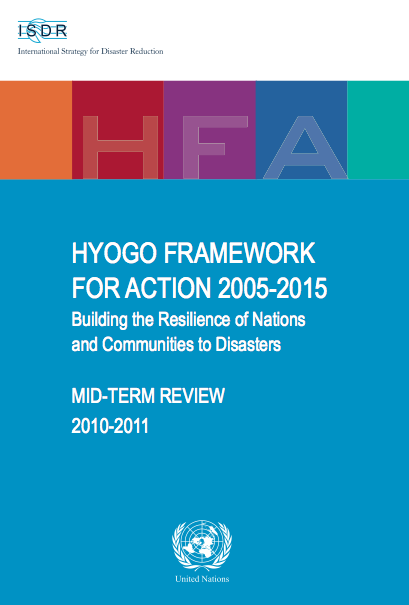 ISDR
International Strategy for Disaster Reduction
HFA
HYOGO FRAMEWORK
FOR ACTION 2005-2015
Building the Resilience of Nations
and Communities to Disasters
MID-TERM REVIEW
2010-2011
United Nations